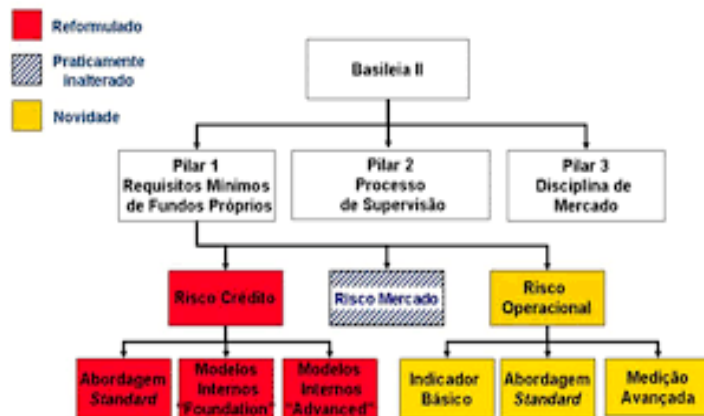 Reformulado
Praticamente
inalterado
Novidade
Basileia II
Pilar 1
Requisitos Mínimos
de Fundos Próprios
Pilar 2
Processo
de Supervisão
Pilar 3
Disciplina de
Mercado
Risco Crédito
Risco Mercado
Risco
Operacional
Abordagem
Standard
Modelos
Internos
"Foundation"
Modelos
Internos
"Advanced"
Indicador
Básico
Abordagem
Standard
Medição
Avançada